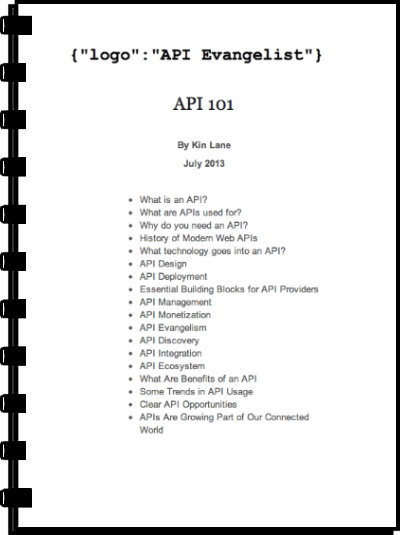 {"logo":"API Evangelist"}
API 101
By Kin Lane
July 2013
• What is an API?
• What are APIs used for?
• Why do you need an API?
• History of Modern Web APIs
• What technology goes into an API?
• API Design
• API Deployment
• Essential Building Blocks for API Providers
• API Management
• API Monetization
• API Evangelism
• API Discovery
• API Integration
• API Ecosystem
• What Are Benefits of an API
• Some Trends in API Usage
• Clear API Opportunities
• APIs Are Growing Part of Our Connected
World